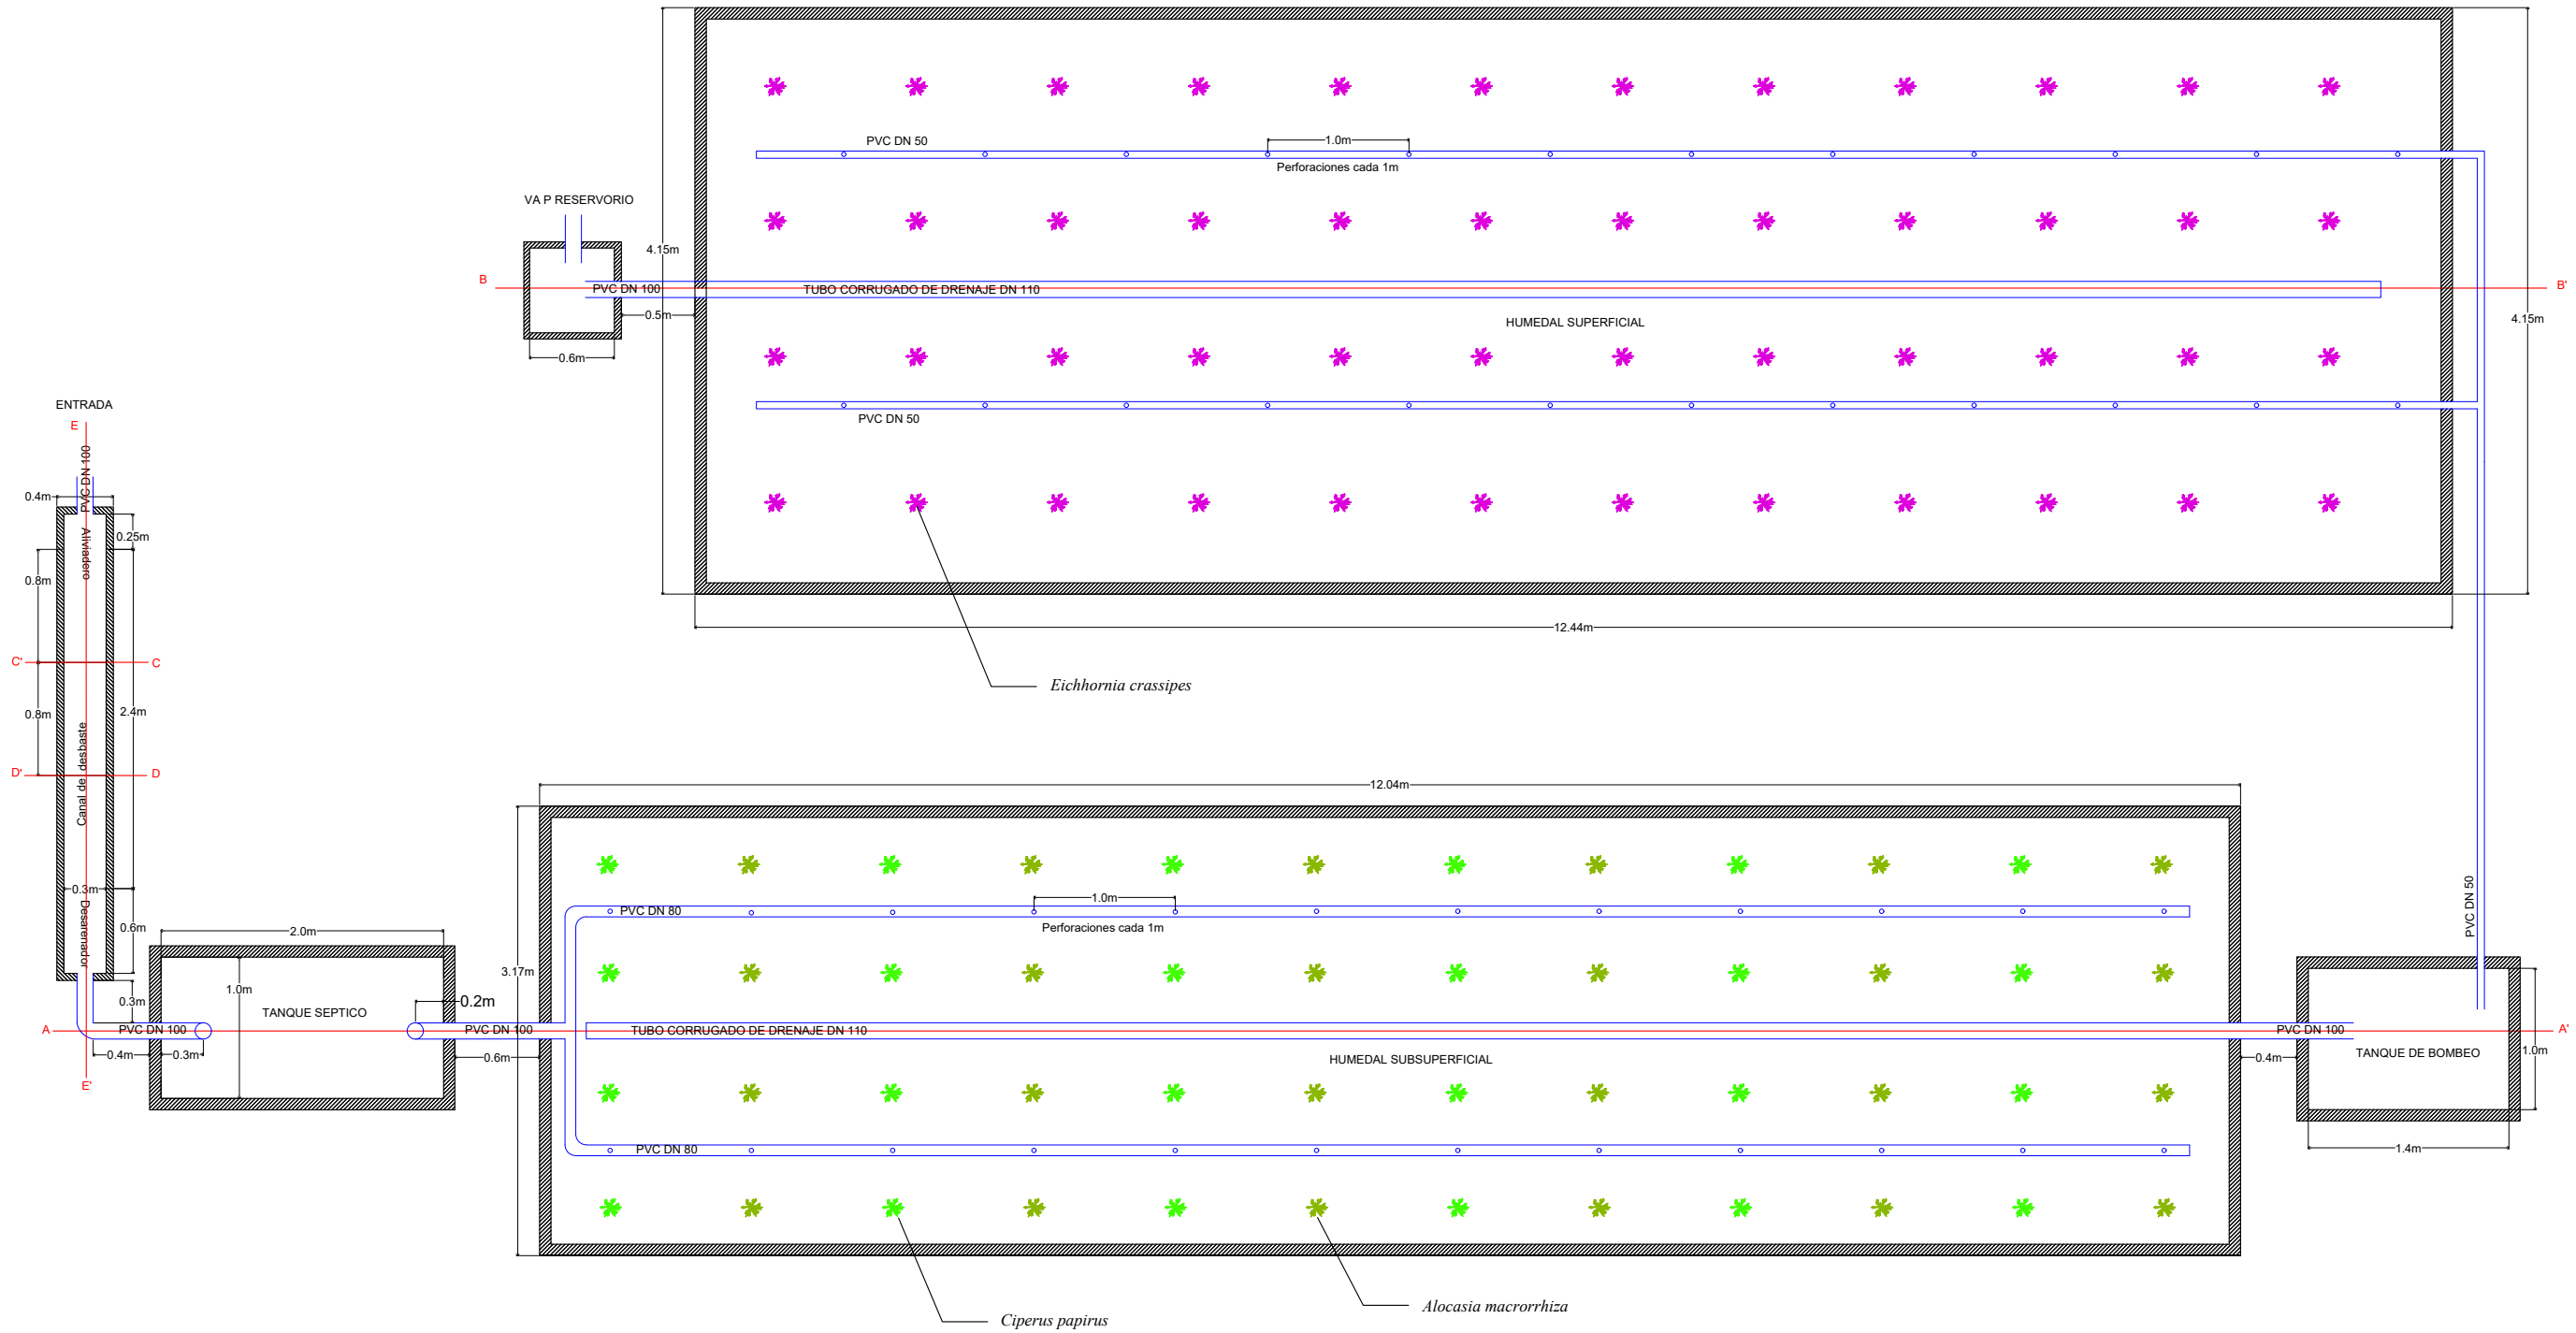 PVC DN 50
1.0m
Perforaciones cada 1m
VA P RESERVORIO
4.15m
B
PVC DN 100
TUBO CORRUGADO DE DRENAJE DN 110
B'
0.5m
HUMEDAL SUPERFICIAL
4.15m
0.6m
PVC DN 50
12.44m
Eichhornia crassipes
ENTRADA
E
PVC DN 100
0.4m
Aliviadero
0.25m
0.8m
C'
C
0.8m
2.4m
Canal de desbaste
D'
D
0.3m
Desarenador
0.6m
0.3m
A
PVC DN 100
0.4m
0.3m
E'
2.0m
1.0m
TANQUE SEPTICO
0.2m
PVC DN 100
0.6m
12.04m
3.17m
PVC DN 80
1.0m
Perforaciones cada 1m
TUBO CORRUGADO DE DRENAJE DN 110
HUMEDAL SUBSUPERFICIAL
PVC DN 80
Ciperus papirus
Alocasia macrorrhiza
PVC DN 50
PVC DN 100
A'
0.4m
TANQUE DE BOMBEO
1.0m
1.4m